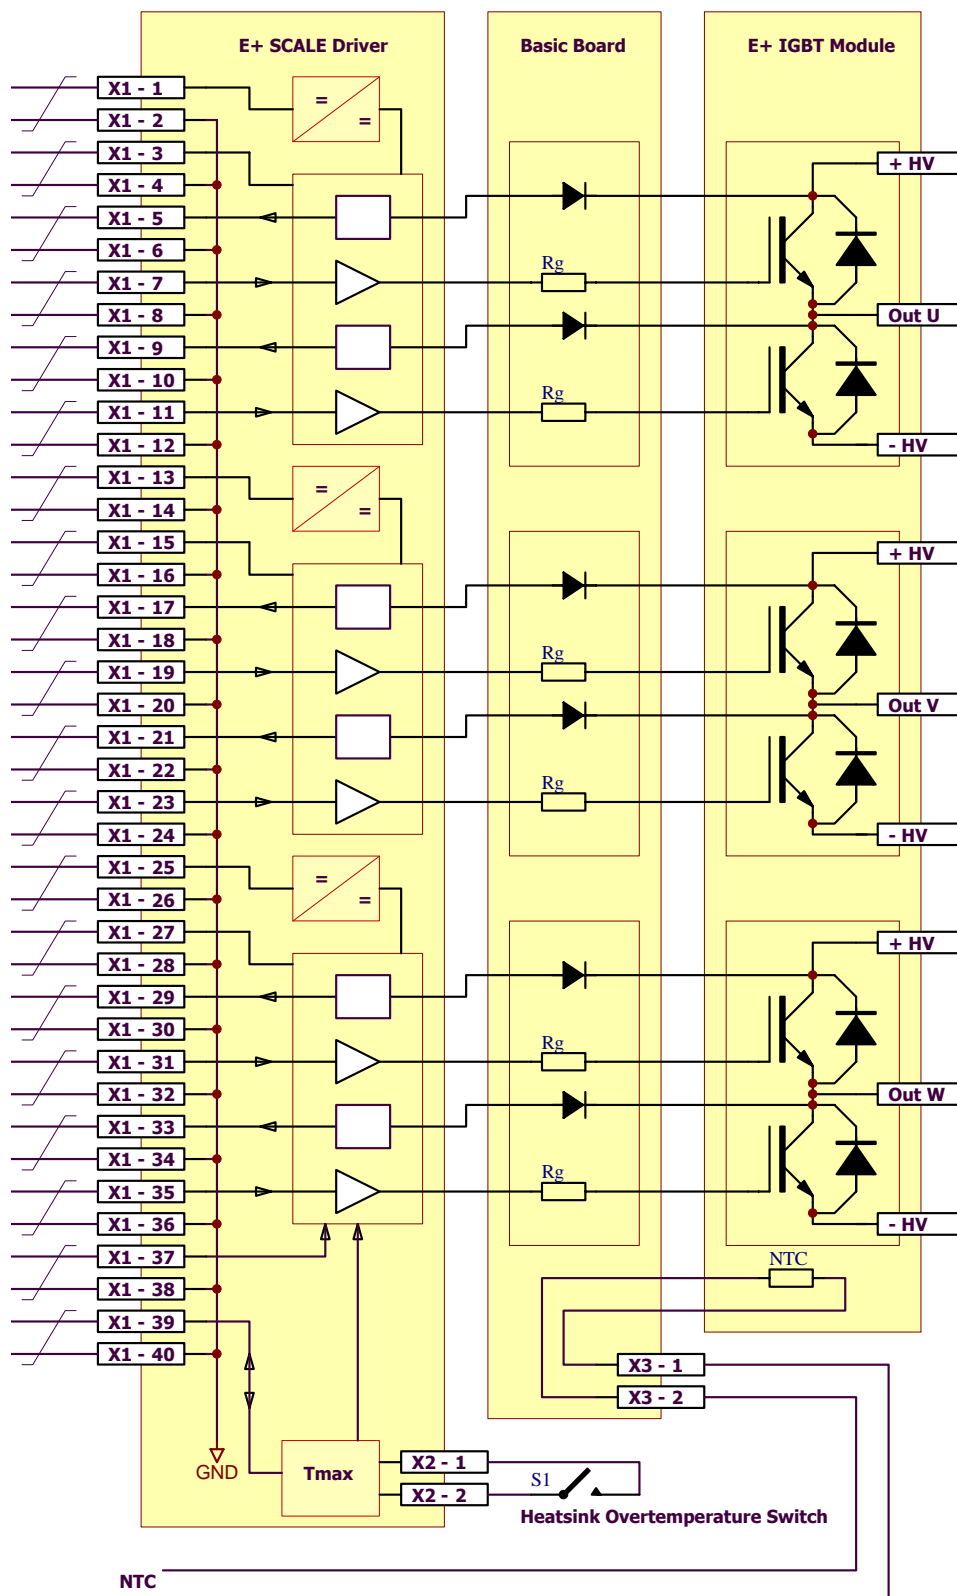 E+ SCALE Driver
Basic Board
E+ IGBT Module
X1 - 1
=
=
X1 - 2
X1 - 3
+ HV
X1 - 4
X1 - 5
X1 - 6
Rg
X1 - 7
X1 - 8
Out U
X1 - 9
X1 - 10
Rg
X1 - 11
X1 - 12
- HV
X1 - 13
=
=
X1 - 14
X1 - 15
+ HV
X1 - 16
X1 - 17
X1 - 18
Rg
X1 - 19
X1 - 20
Out V
X1 - 21
X1 - 22
Rg
X1 - 23
X1 - 24
- HV
X1 - 25
=
=
X1 - 26
X1 - 27
+ HV
X1 - 28
X1 - 29
X1 - 30
Rg
X1 - 31
X1 - 32
Out W
X1 - 33
X1 - 34
Rg
X1 - 35
X1 - 36
- HV
X1 - 37
NTC
X1 - 38
X1 - 39
X1 - 40
X3 - 1
X3 - 2
GND
Tmax
X2 - 1
X2 - 2
S1
Heatsink Overtemperature Switch
NTC